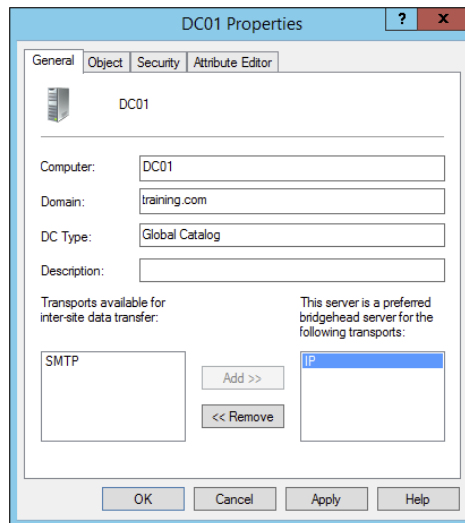 DC01 Properties
?
x
General
Object
Security
Attribute Editor
DC01
Computer:
DC01
Domain:
training.com
DC Type:
Global Catalog
Description:
Transports available for
inter-site data transfer:
This server is a preferred
bridgehead server for the
following transports:
SMTP
Add >>
<< Remove
IP
OK
Cancel
Apply
Help